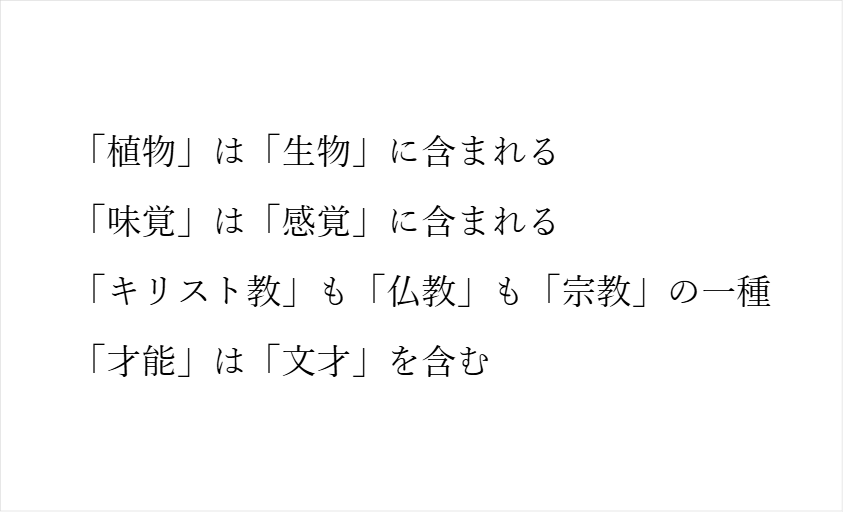 「植物」は「生物」に含まれる
「味覚」は「感覚」に含まれる
「キリスト教」も「仏教」も「宗教」の一種
「才能」は「文才」を含む